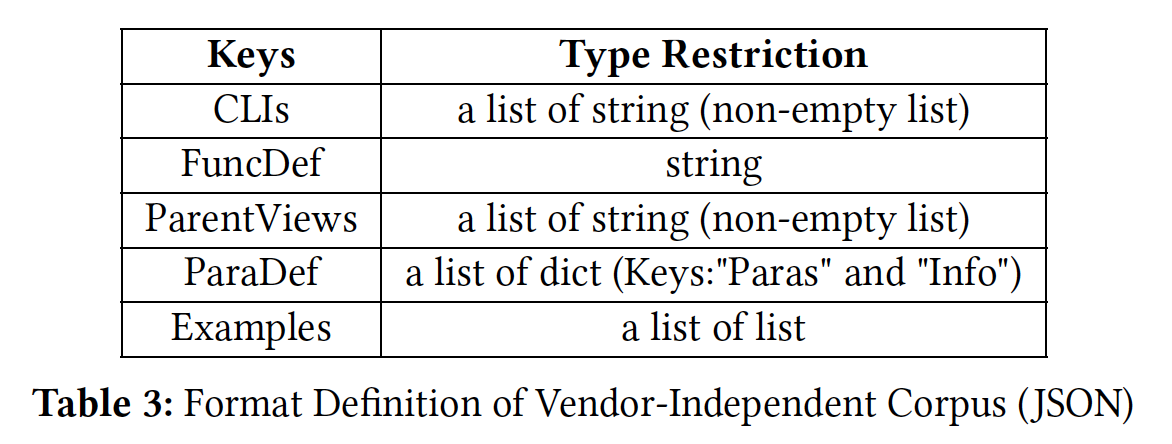 Keys Type Restriction
CLIs a list of string (non-empty list)
FuncDef string
ParentViews a list of string (non-empty list)
ParaDef a list of dict (Keys:"Paras" and "Info")
Examples a list of list
Table 3: Format Definition of Vendor-Independent Corpus (JSON)